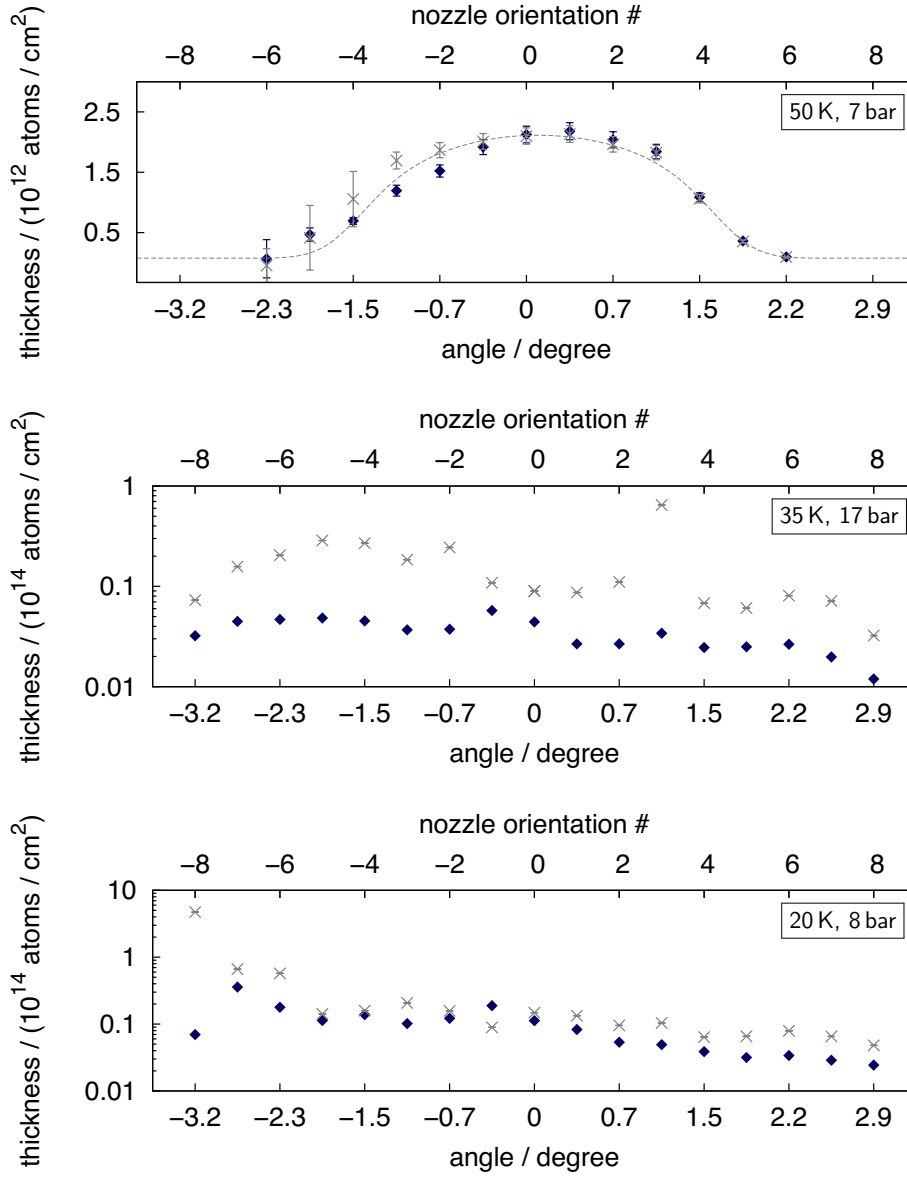 nozzle orientation #
−8 −6 −4 −2 0 2 4 6 8
thickness / (10^12 atoms / cm^2)
2.5
1.5
0.5
50 K, 7 bar
−3.2 −2.3 −1.5 −0.7 0 0.7 1.5 2.2 2.9
angle / degree
nozzle orientation #
−8 −6 −4 −2 0 2 4 6 8
thickness / (10^14 atoms / cm^2)
1
0.1
0.01
35 K, 17 bar
−3.2 −2.3 −1.5 −0.7 0 0.7 1.5 2.2 2.9
angle / degree
nozzle orientation #
−8 −6 −4 −2 0 2 4 6 8
thickness / (10^14 atoms / cm^2)
10
1
0.1
0.01
20 K, 8 bar
−3.2 −2.3 −1.5 −0.7 0 0.7 1.5 2.2 2.9
angle / degree